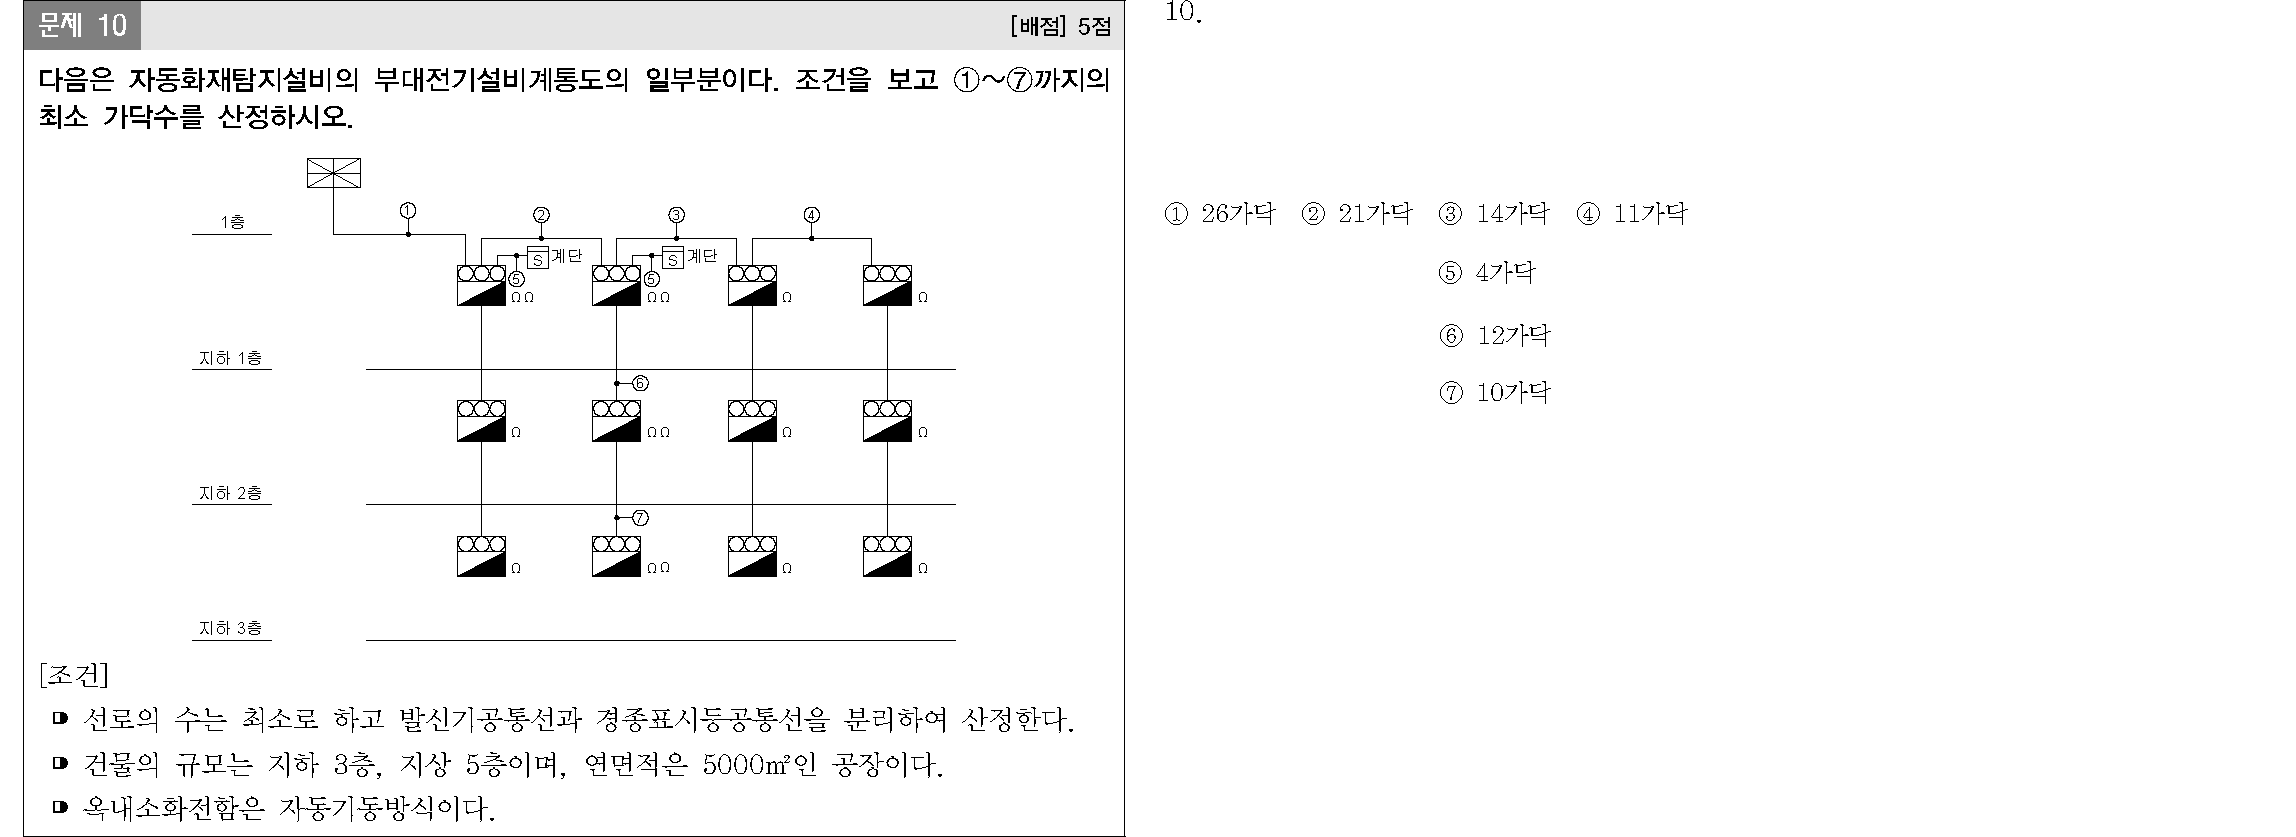 문제 10
[배점] 5점
다음은 자동화재탐지설비의 부대전기설비계통도의 일부분이다. 조건을 보고 ①～⑦까지의
최소 가닥수를 산정하시오.
① ② ③ ④
1층
S 계단 S 계단
⑤ ⑤
Ω Ω Ω Ω Ω Ω
지하 1층
⑥
Ω Ω Ω Ω Ω
지하 2층
⑦
Ω Ω Ω Ω Ω
지하 3층
[조건]
선로의 수는 최소로 하고 발신기공통선과 경종표시등공통선을 분리하여 산정한다.
건물의 규모는 지하 3층, 지상 5층이며, 연면적은 5000㎡인 공장이다.
옥내소화전함은 자동기동방식이다.
10.
① 26가닥 ② 21가닥 ③ 14가닥 ④ 11가닥
⑤ 4가닥
⑥ 12가닥
⑦ 10가닥